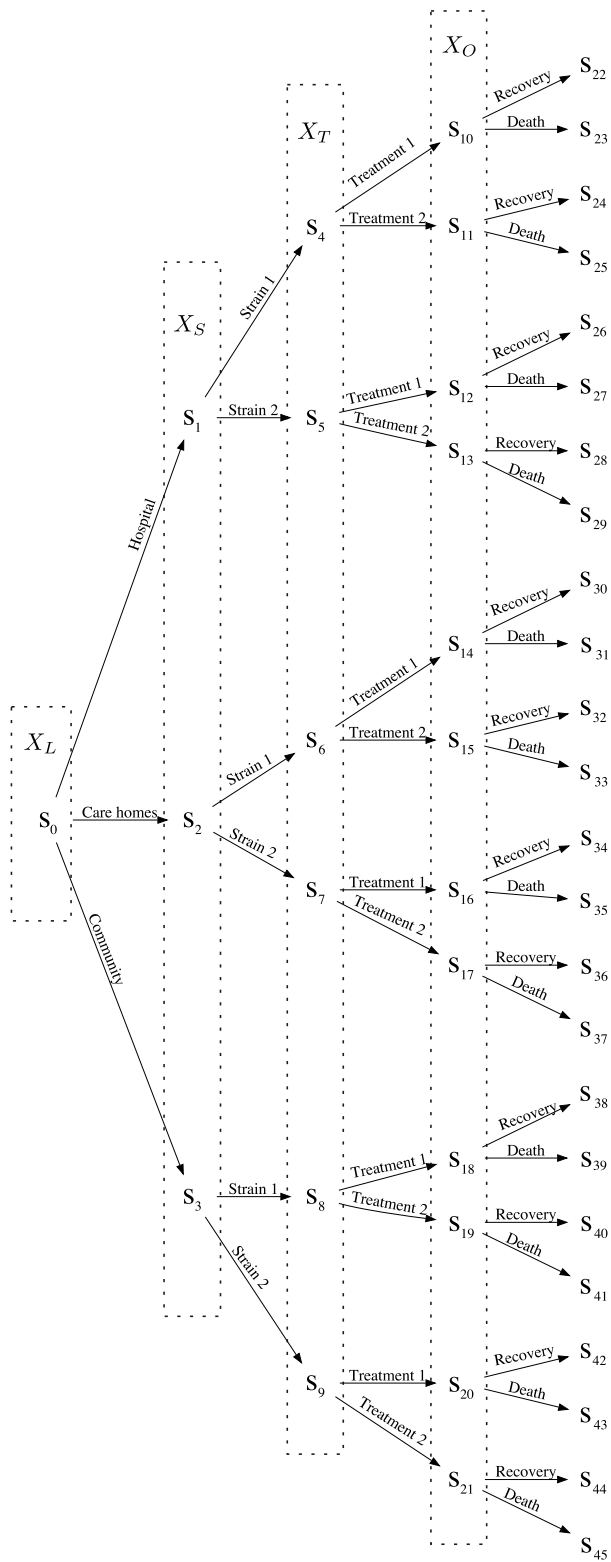 X_O
S_22
Recovery
S_10
Death
S_23
X_T
Treatment 1
S_4
Treatment 2
S_11
Recovery
S_24
Death
S_25
X_S
Strain 1
S_26
Recovery
S_12
Death
S_27
Treatment 1
S_1
Strain 2
S_5
Treatment 2
S_13
Recovery
S_28
Death
S_29
Hospital
S_30
Recovery
S_14
Death
S_31
Treatment 1
X_L
S_6
Treatment 2
S_15
Recovery
S_32
Death
S_33
Strain 1
S_0
Care homes
S_2
Strain 2
S_34
Recovery
S_7
Treatment 1
S_16
Death
S_35
Treatment 2
S_17
Recovery
S_36
Death
S_37
Community
S_38
Recovery
S_18
Death
S_39
Treatment 1
S_3
Strain 1
S_8
Treatment 2
S_19
Recovery
S_40
Death
S_41
Strain 2
S_42
Recovery
S_9
Treatment 1
S_20
Death
S_43
Treatment 2
S_21
Recovery
S_44
Death
S_45